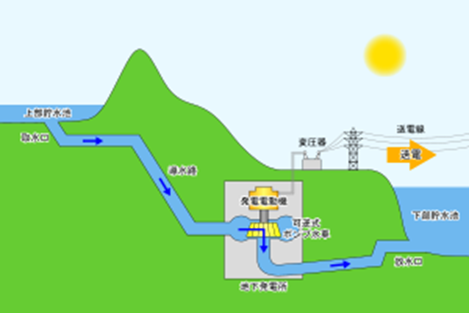 上部貯水池
取水口
導水路
変圧器
送電線
送電
発電電動機
可逆式
ポンプ水車
下部貯水池
放水口
地下発電所